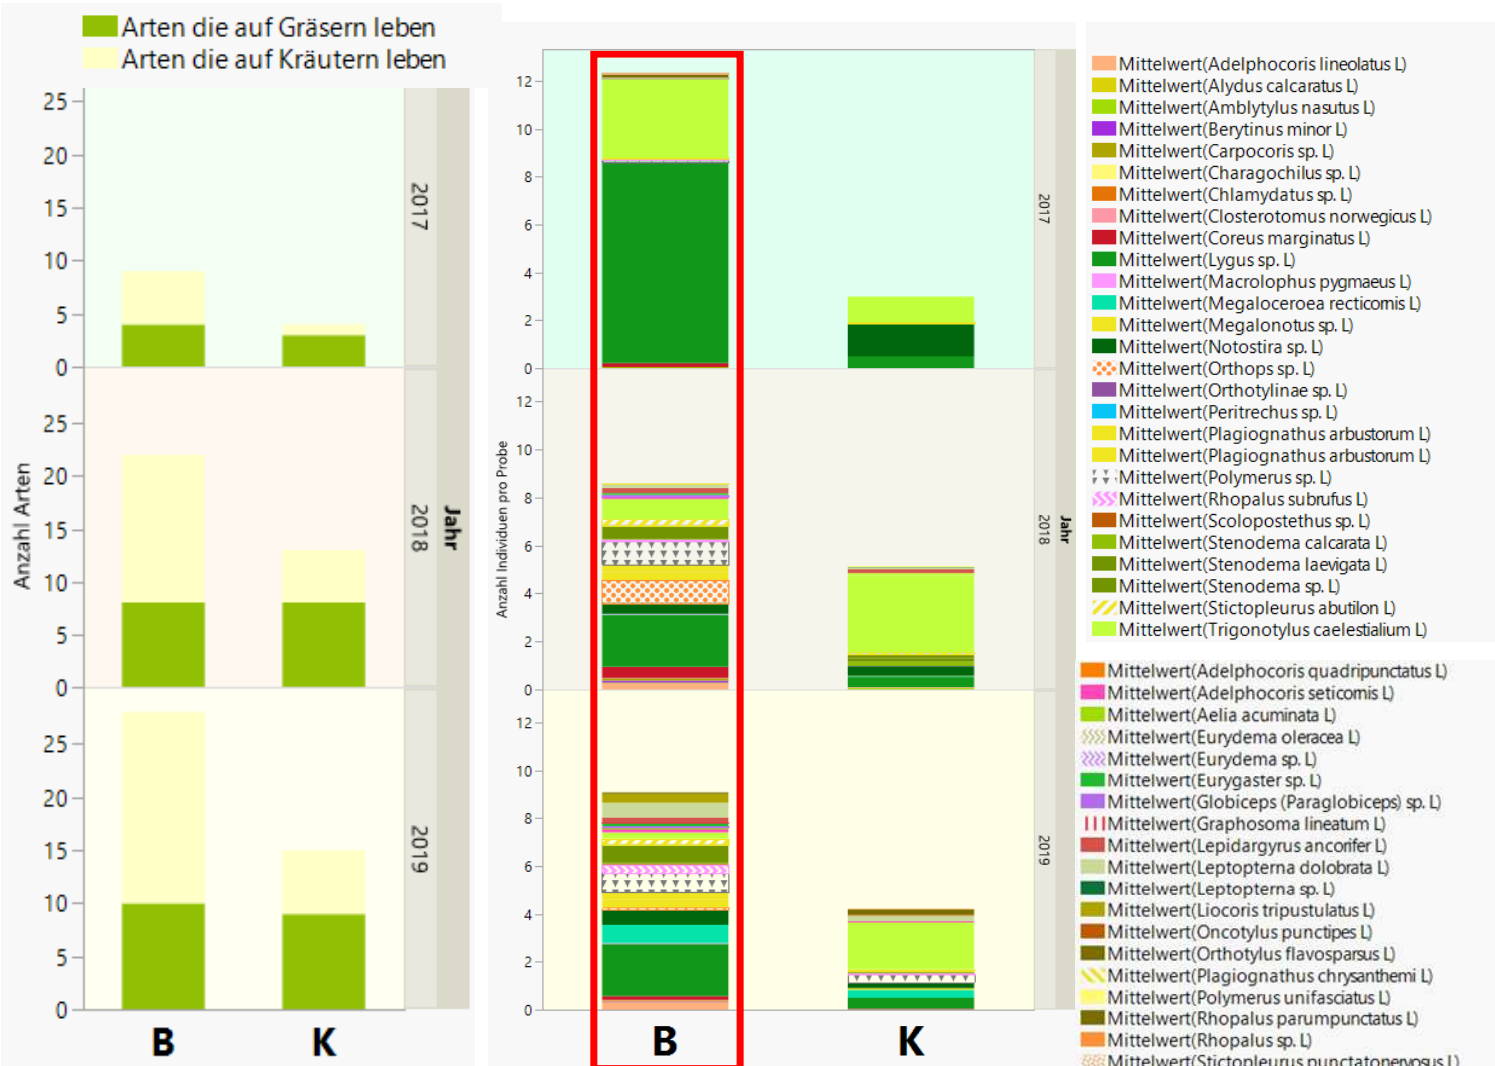 Arten die auf Gräsern leben
Arten die auf Kräutern leben
Anzahl Arten
25
20
15
10
5
0
2017
25
20
15
10
5
0
2018
Jahr
25
20
15
10
5
0
2019
B
K
Anzahl Individuen pro Probe
12
10
8
6
4
2
0
2017
12
10
8
6
4
2
0
2018
Jahr
12
10
8
6
4
2
0
2019
B
K
Mittelwert(Adelphocoris lineolatus L)
Mittelwert(Alydus calcaratus L)
Mittelwert(Amblytylus nasutus L)
Mittelwert(Berytinus minor L)
Mittelwert(Carpocoris sp. L)
Mittelwert(Charagochilus sp. L)
Mittelwert(Chlamydatus sp. L)
Mittelwert(Closterotomus norwegicus L)
Mittelwert(Coreus marginatus L)
Mittelwert(Lygus sp. L)
Mittelwert(Macrolophus pygmaeus L)
Mittelwert(Megaloceroea recticornis L)
Mittelwert(Megalonotus sp. L)
Mittelwert(Notostira sp. L)
Mittelwert(Orthops sp. L)
Mittelwert(Orthotylinae sp. L)
Mittelwert(Peritrechus sp. L)
Mittelwert(Plagiognathus arbustorum L)
Mittelwert(Plagiognathus arbustorum L)
Mittelwert(Polymerus sp. L)
Mittelwert(Rhopalus subrufus L)
Mittelwert(Scolopostethus sp. L)
Mittelwert(Stenodema calcarata L)
Mittelwert(Stenodema laevigata L)
Mittelwert(Stenodema sp. L)
Mittelwert(Stictopleurus abutilon L)
Mittelwert(Trigonotylus caelestialium L)
Mittelwert(Adelphocoris quadripunctatus L)
Mittelwert(Adelphocoris seticornis L)
Mittelwert(Aelia acuminata L)
Mittelwert(Eurydema oleracea L)
Mittelwert(Eurydema sp. L)
Mittelwert(Eurygaster sp. L)
Mittelwert(Globiceps (Paraglobiceps) sp. L)
Mittelwert(Graphosoma lineatum L)
Mittelwert(Lepidargyrus ancorifer L)
Mittelwert(Leptopterna dolobrata L)
Mittelwert(Leptopterna sp. L)
Mittelwert(Liocoris tripustulatus L)
Mittelwert(Oncotylus punctipes L)
Mittelwert(Orthotylus flavosparsus L)
Mittelwert(Plagiognathus chrysanthemi L)
Mittelwert(Polymerus unifasciatus L)
Mittelwert(Rhopalus parumpunctatus L)
Mittelwert(Rhopalus sp. L)
Mittelwert(Stictopleurus punctatonervosus L)